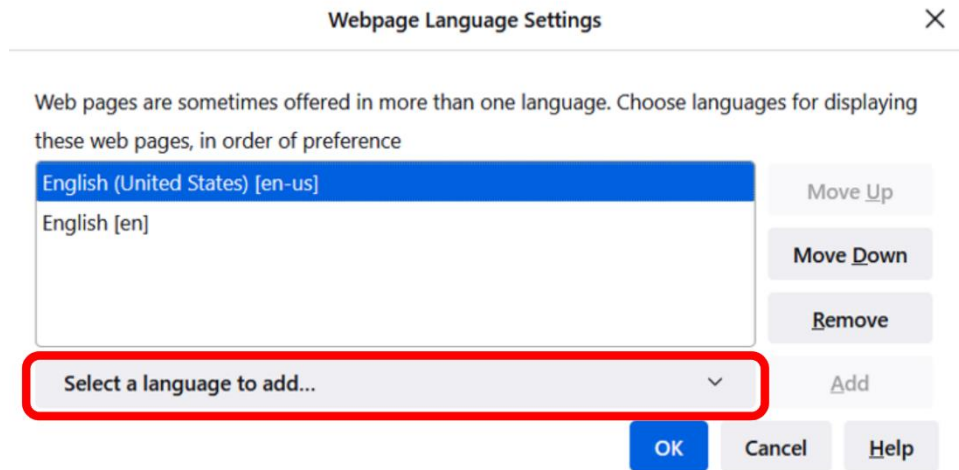 Webpage Language Settings
Web pages are sometimes offered in more than one language. Choose languages for displaying
these web pages, in order of preference
English (United States) [en-us]
English [en]
Move Up
Move Down
Remove
Select a language to add...
Add
OK
Cancel
Help